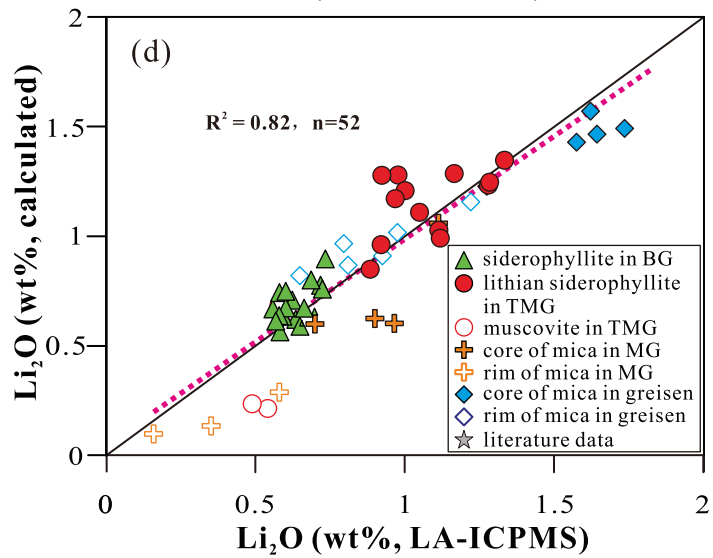 (d)
R² = 0.82, n=52
Li₂O (wt%, calculated)
2
1.5
1
0.5
0
siderophyllite in BG
lithian siderophyllite
in TMG
muscovite in TMG
core of mica in MG
rim of mica in MG
core of mica in greisen
rim of mica in greisen
literature data
0
0.5
1
1.5
2
Li₂O (wt%, LA-ICPMS)